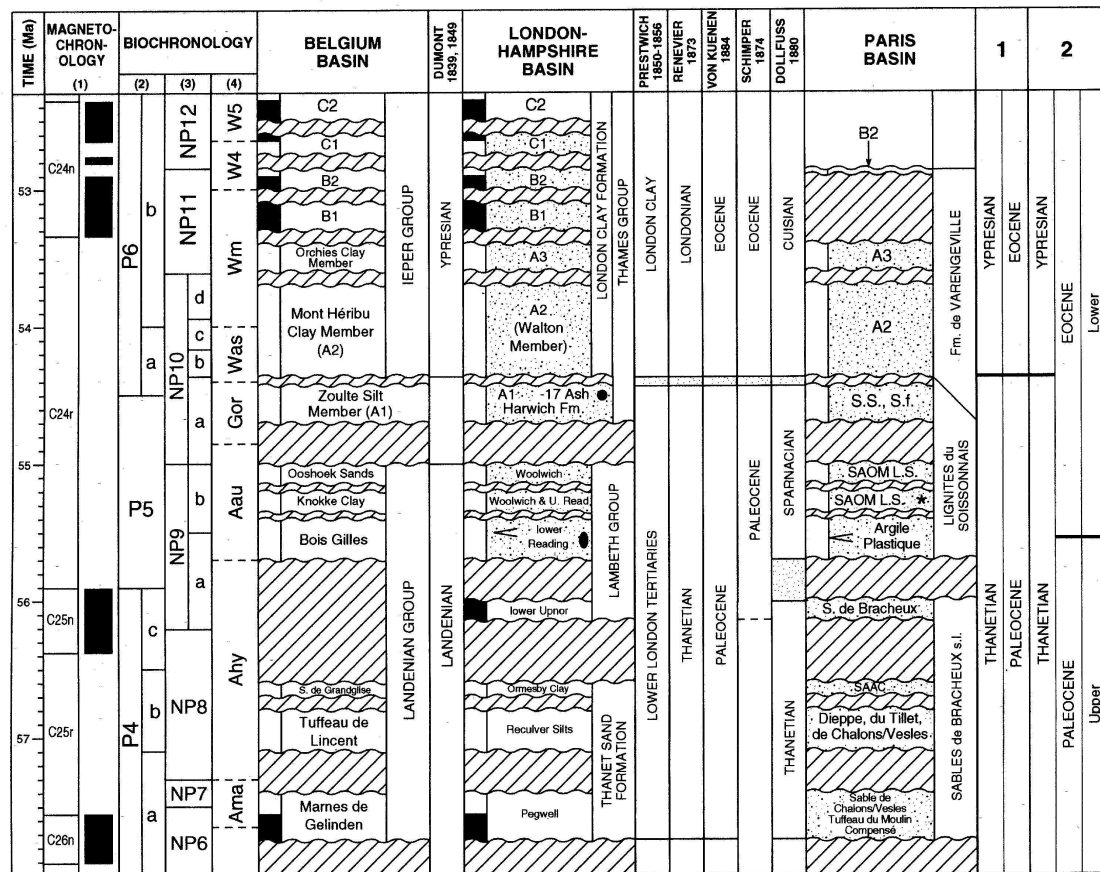 TIME (Ma)
MAGNETO-
CHRON-
OLOGY
(1)
BIOCHRONOLOGY
(2)
(3)
(4)
BELGIUM
BASIN
DUMONT
1839, 1849
LONDON-
HAMPSHIRE
BASIN
PRESTWICH
1850-1856
RENEVIER
1873
VON KUENEN
1884
SCHIMPER
1874
DOLLFUSS
1880
PARIS
BASIN
1
2
53
54
55
56
57
C24n
C24r
C25n
C25r
C26n
P6
b
a
P5
P4
c
b
a
NP12
NP11
NP10
d
c
b
a
NP9
b
a
NP8
NP7
NP6
W5
W4
Wm
Was
Gor
Aau
Ahy
Ama
C2
C1
B2
B1
Orchies Clay
Member
Mont Héribu
Clay Member
(A2)
Zoulte Silt
Member (A1)
Ooshoek Sands
Knokke Clay
Bois Gilles
S. de Grandglise
Tuffeau de
Lincent
Marnes de
Gelinden
IEPER GROUP
LANDENIAN GROUP
YPRESIAN
LANDENIAN
C2
C1
B2
B1
A3
A2
(Walton
Member)
A1 -17 Ash
Harwich Fm.
Woolwich
Woolwich & U. Read.
lower
Reading
lower Upnor
Ormesby Clay
Reculver Silts
Pegwell
LONDON CLAY FORMATION
THAMES GROUP
LAMBETH GROUP
THANET SAND
FORMATION
LONDON CLAY
LOWER LONDON TERTIARIES
LONDONIAN
THANETIAN
EOCENE
PALEOCENE
EOCENE
PALEOCENE
CUISIAN
SPARNACIAN
THANETIAN
B2
A3
A2
S.S., S.f.
SAOM L.S.
SAOM L.S. *
Argile
Plastique
S. de Bracheux
SAAC
Dieppe, du Tillet,
de Chalons/Vesles
Sable de
Chalons/Vesles
Tuffeau du Moulin
Compensé
Fm. de VARENGEVILLE
LIGNITES du
SOISSONNAIS
SABLES de BRACHEUX s.l.
YPRESIAN
THANETIAN
EOCENE
PALEOCENE
YPRESIAN
THANETIAN
EOCENE
PALEOCENE
Lower
Upper